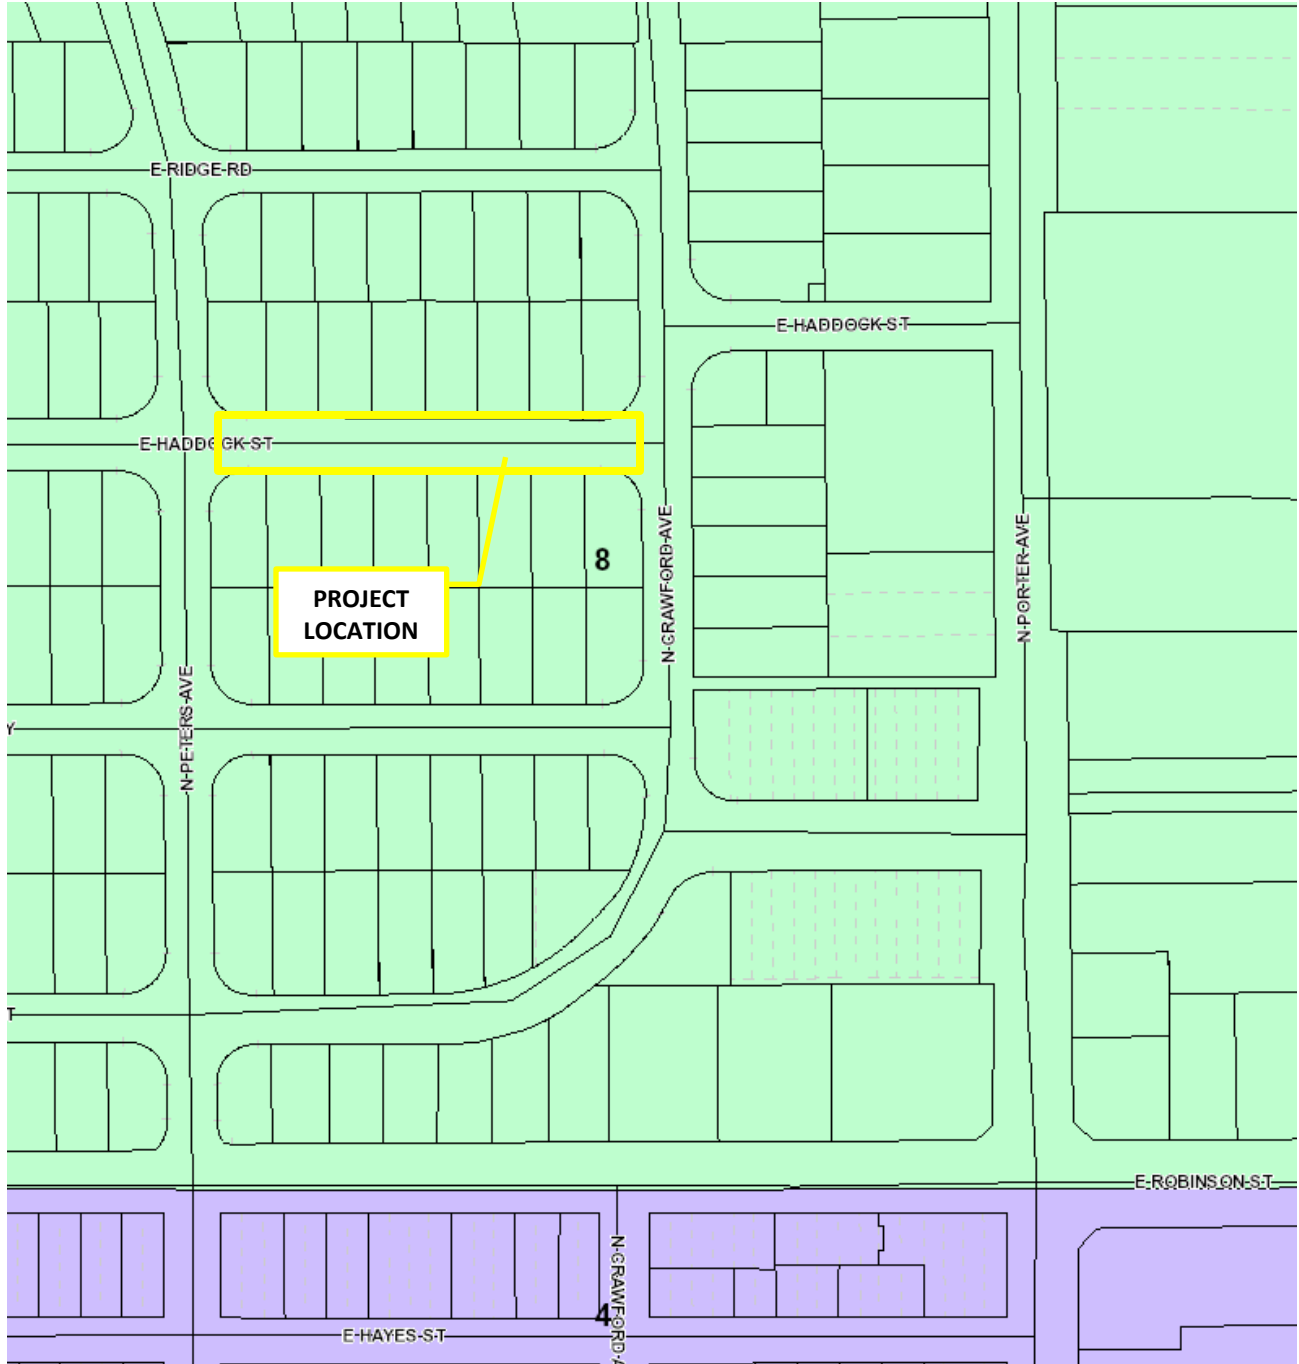 E RIDGE RD
E HADDOCK ST
E HADDOCK ST
N CRAWFORD AVE
N PORTER AVE
8
PROJECT
LOCATION
N PETERS AVE
Y
T
E ROBINSON ST
N CRAWFORD A
4
E HAYES ST